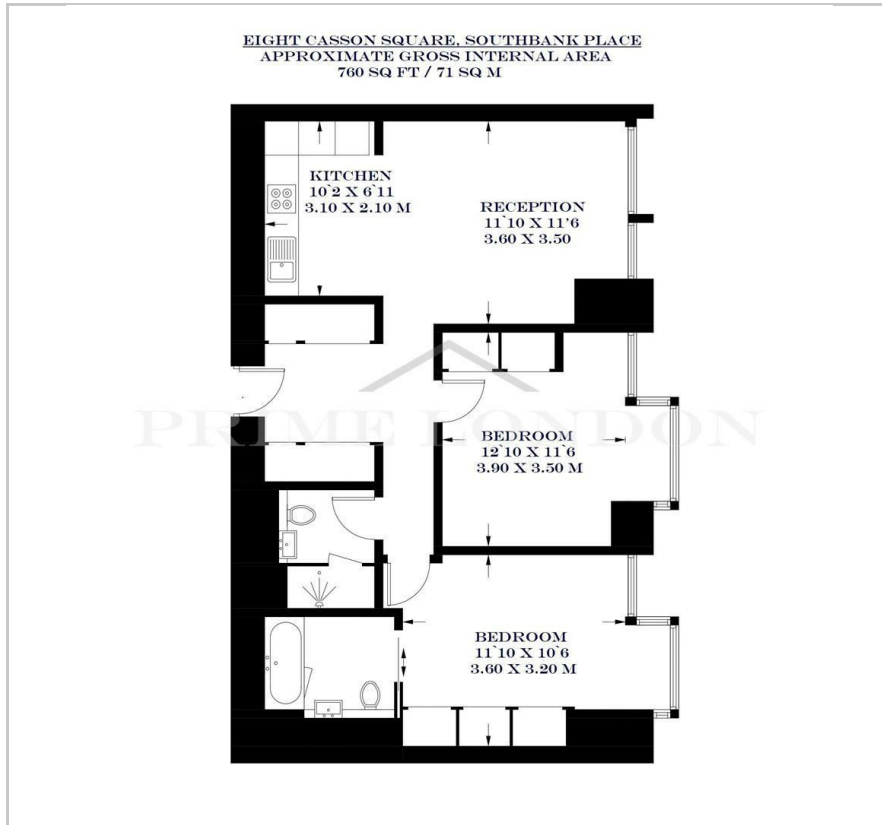 EIGHT CASSON SQUARE, SOUTHBANK PLACE
APPROXIMATE GROSS INTERNAL AREA
760 SQ FT / 71 SQ M
KITCHEN
10`2 X 6`11
3.10 X 2.10 M
RECEPTION
11`10 X 11'6
3.60 X 3.50
PRIME LONDON
BEDROOM
12`10 X 11`6
3.90 X 3.50 M
BEDROOM
11`10 X 10`6
3.60 X 3.20 M